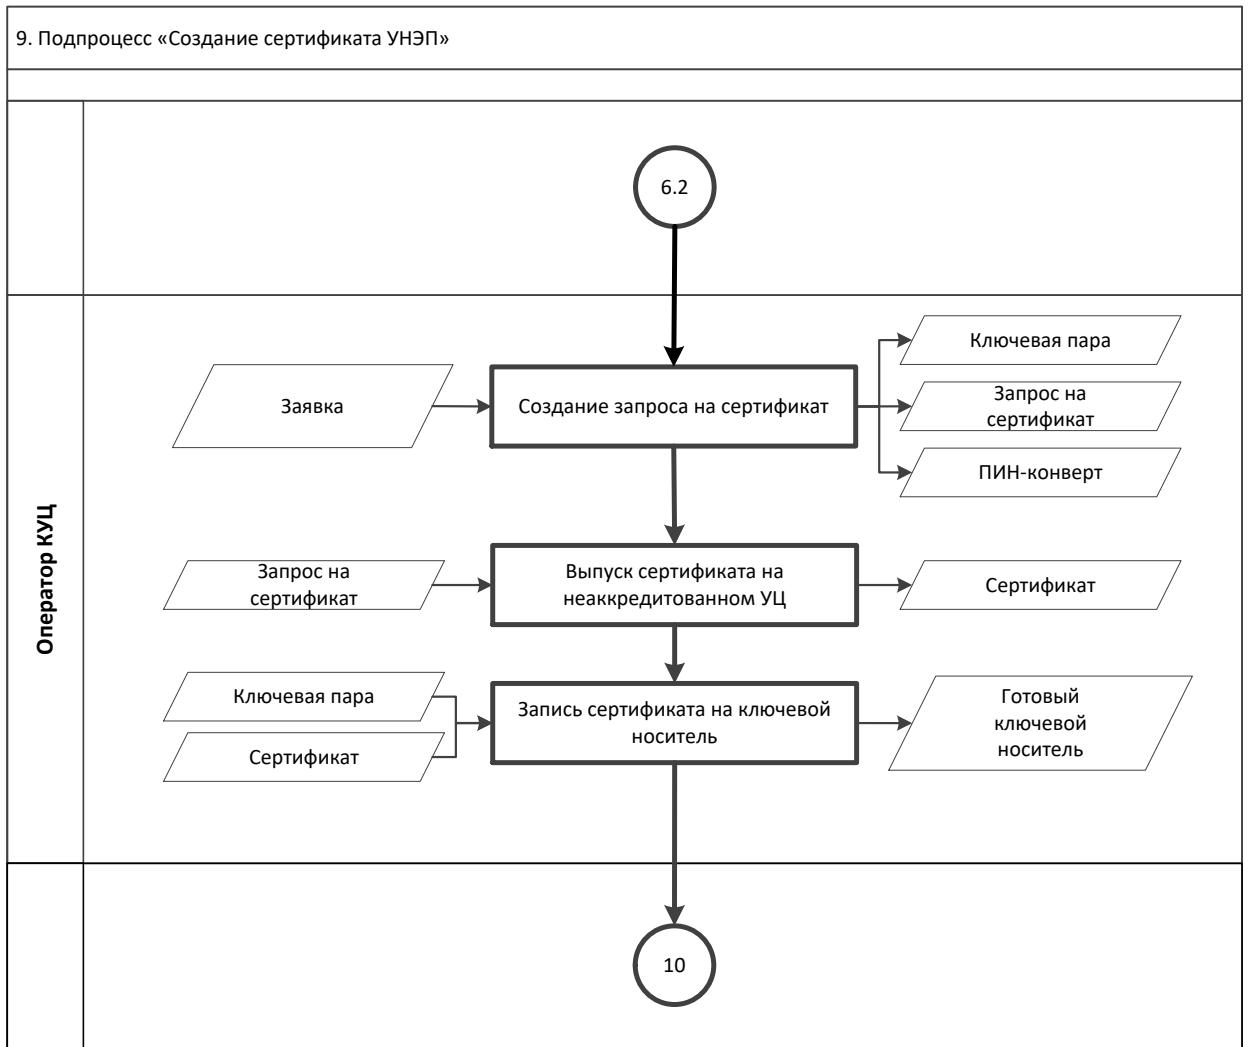 9. Подпроцесс «Создание сертификата УНЭП»
6.2
Оператор КУЦ
Заявка
Создание запроса на сертификат
Ключевая пара
Запрос на
сертификат
ПИН-конверт
Запрос на
сертификат
Выпуск сертификата на
неаккредитованном УЦ
Сертификат
Ключевая пара
Сертификат
Запись сертификата на ключевой
носитель
Готовый
ключевой
носитель
10